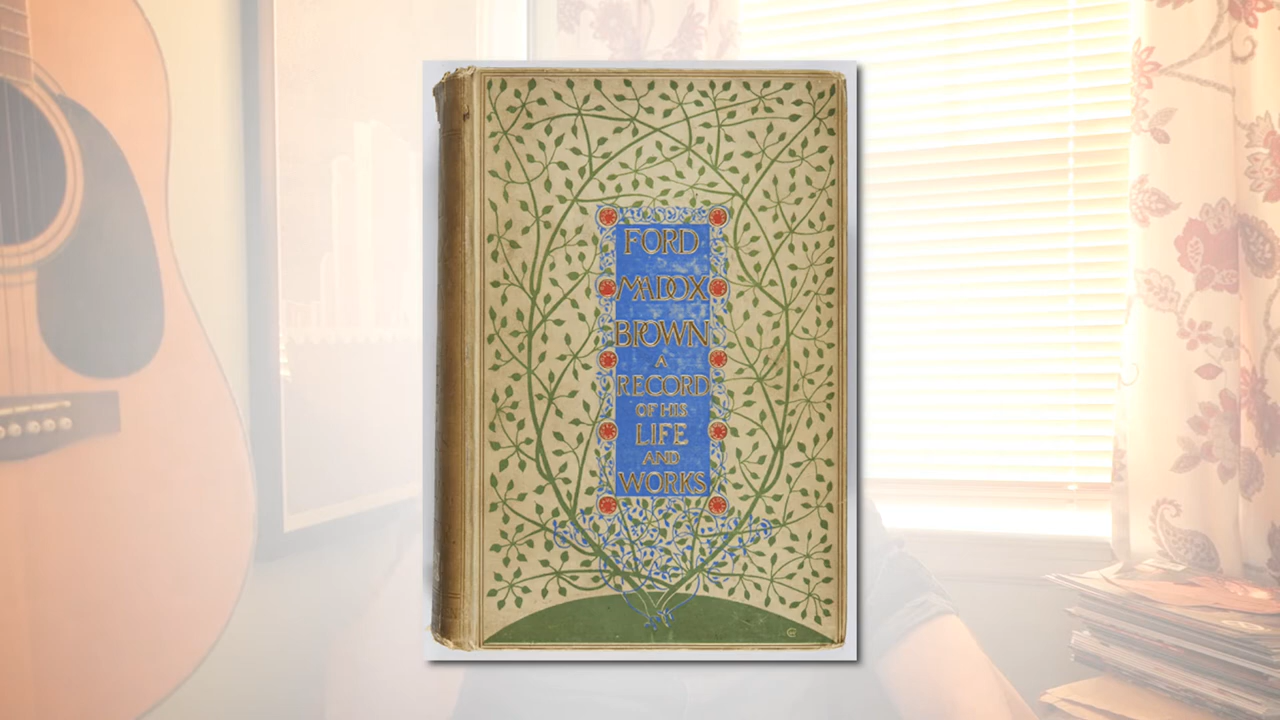 FORD
MADOX
BROWN
A
RECORD
OF HIS
LIFE
AND
WORKS